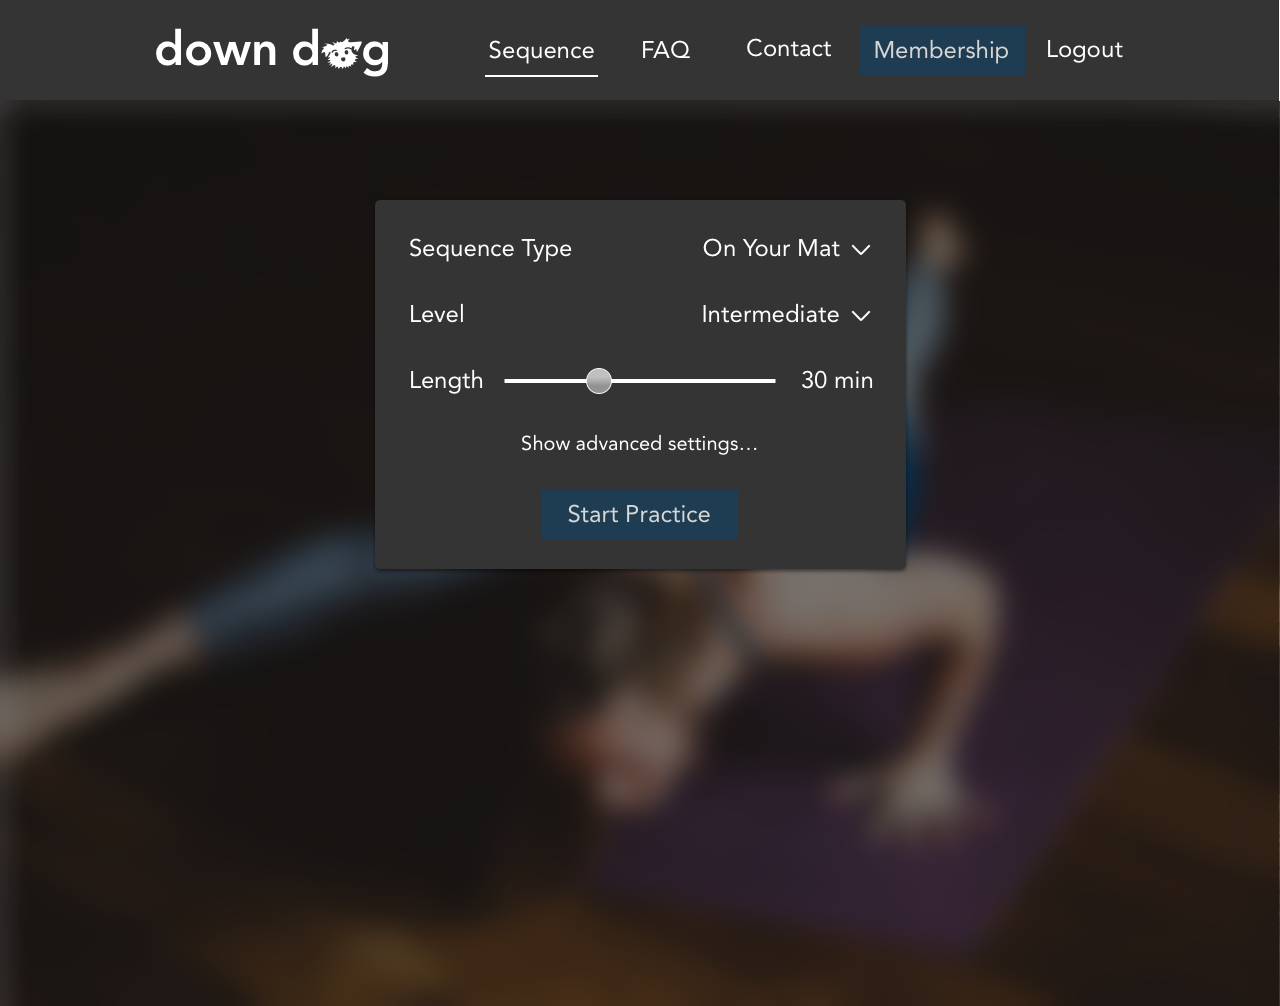 down dog
Sequence FAQ Contact Membership Logout
Sequence Type On Your Mat
Level Intermediate
Length 30 min
Show advanced settings...
Start Practice